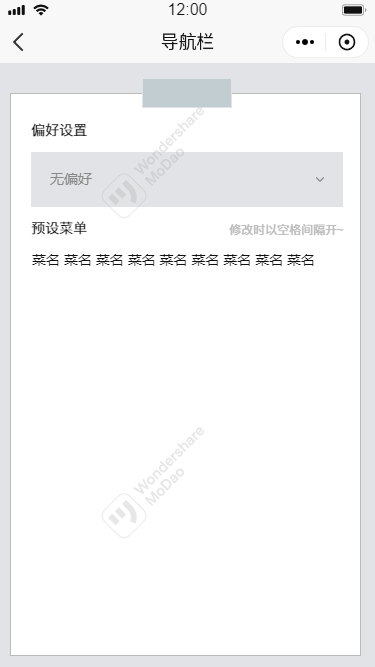 12:00
导航栏
偏好设置
无偏好
预设菜单 修改时以空格间隔开~
菜名 菜名 菜名 菜名 菜名 菜名 菜名 菜名 菜名
Wondershare
MoDao
Wondershare
MoDao